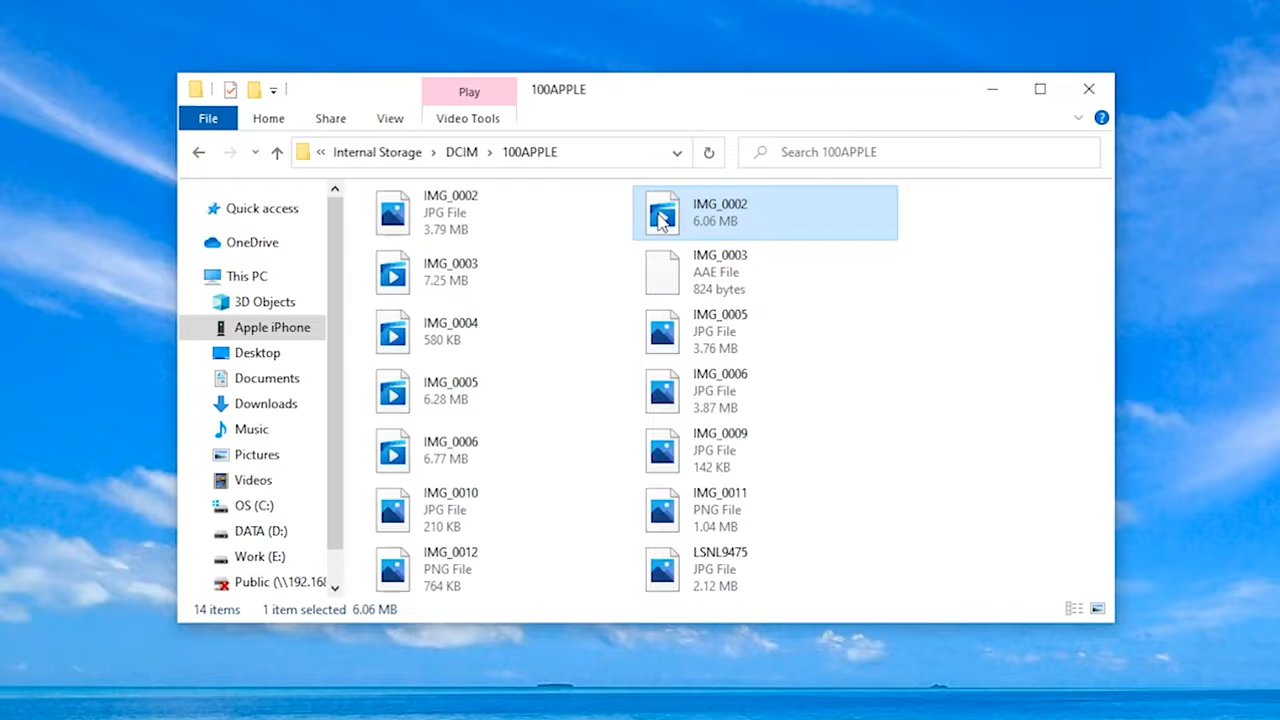 Play
100APPLE
File
Home
Share
View
Video Tools
?
« Internal Storage > DCIM > 100APPLE
Search 100APPLE
Quick access
OneDrive
This PC
3D Objects
Apple iPhone
Desktop
Documents
Downloads
Music
Pictures
Videos
OS (C:)
DATA (D:)
Work (E:)
Public (\\192.168
IMG_0002
JPG File
3.79 MB
IMG_0002
6.06 MB
IMG_0003
7.25 MB
IMG_0003
AAE File
824 bytes
IMG_0004
580 KB
IMG_0005
JPG File
3.76 MB
IMG_0005
6.28 MB
IMG_0006
JPG File
3.87 MB
IMG_0006
6.77 MB
IMG_0009
JPG File
142 KB
IMG_0010
JPG File
210 KB
IMG_0011
PNG File
1.04 MB
IMG_0012
PNG File
764 KB
LSNL9475
JPG File
2.12 MB
14 items
1 item selected 6.06 MB